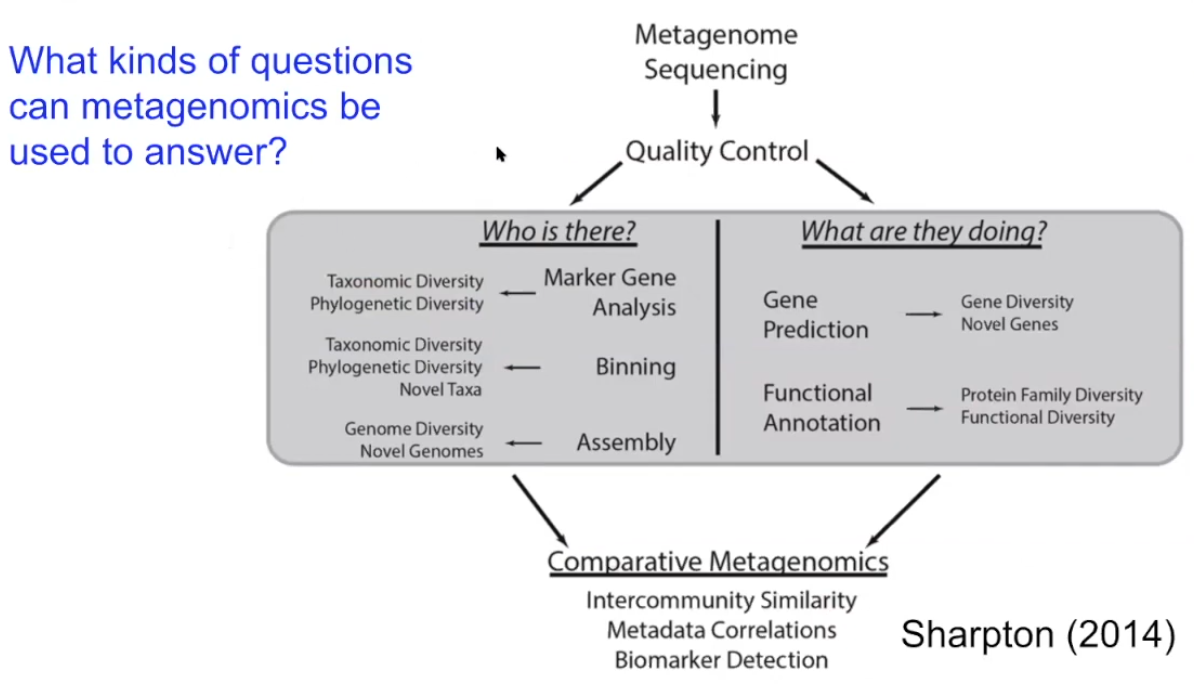 What kinds of questions
can metagenomics be
used to answer?
Metagenome
Sequencing
Quality Control
Who is there?
Marker Gene
Analysis
Taxonomic Diversity
Phylogenetic Diversity
Binning
Taxonomic Diversity
Phylogenetic Diversity
Novel Taxa
Assembly
Genome Diversity
Novel Genomes
What are they doing?
Gene
Prediction
Gene Diversity
Novel Genes
Functional
Annotation
Protein Family Diversity
Functional Diversity
Comparative Metagenomics
Intercommunity Similarity
Metadata Correlations
Biomarker Detection
Sharpton (2014)